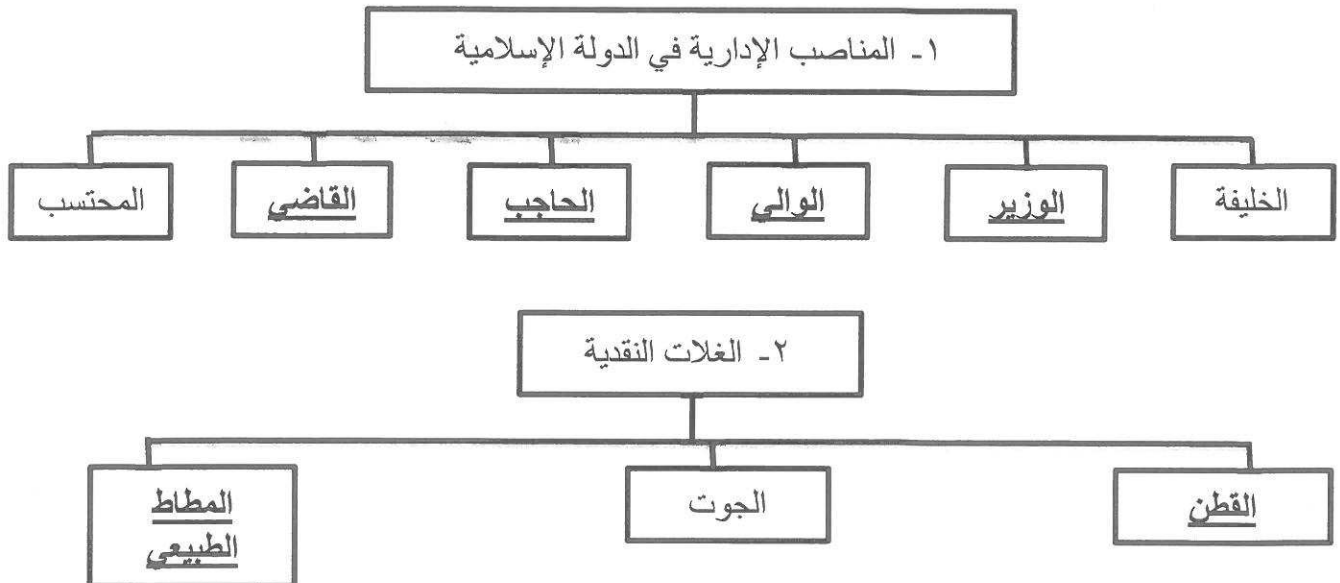 ١- المناصب الإدارية في الدولة الإسلامية
الخليفة
الوزير
الوالي
الحاجب
القاضي
المحتسب
٢- الغلات النقدية
القطن
الجوت
المطاط
الطبيعي